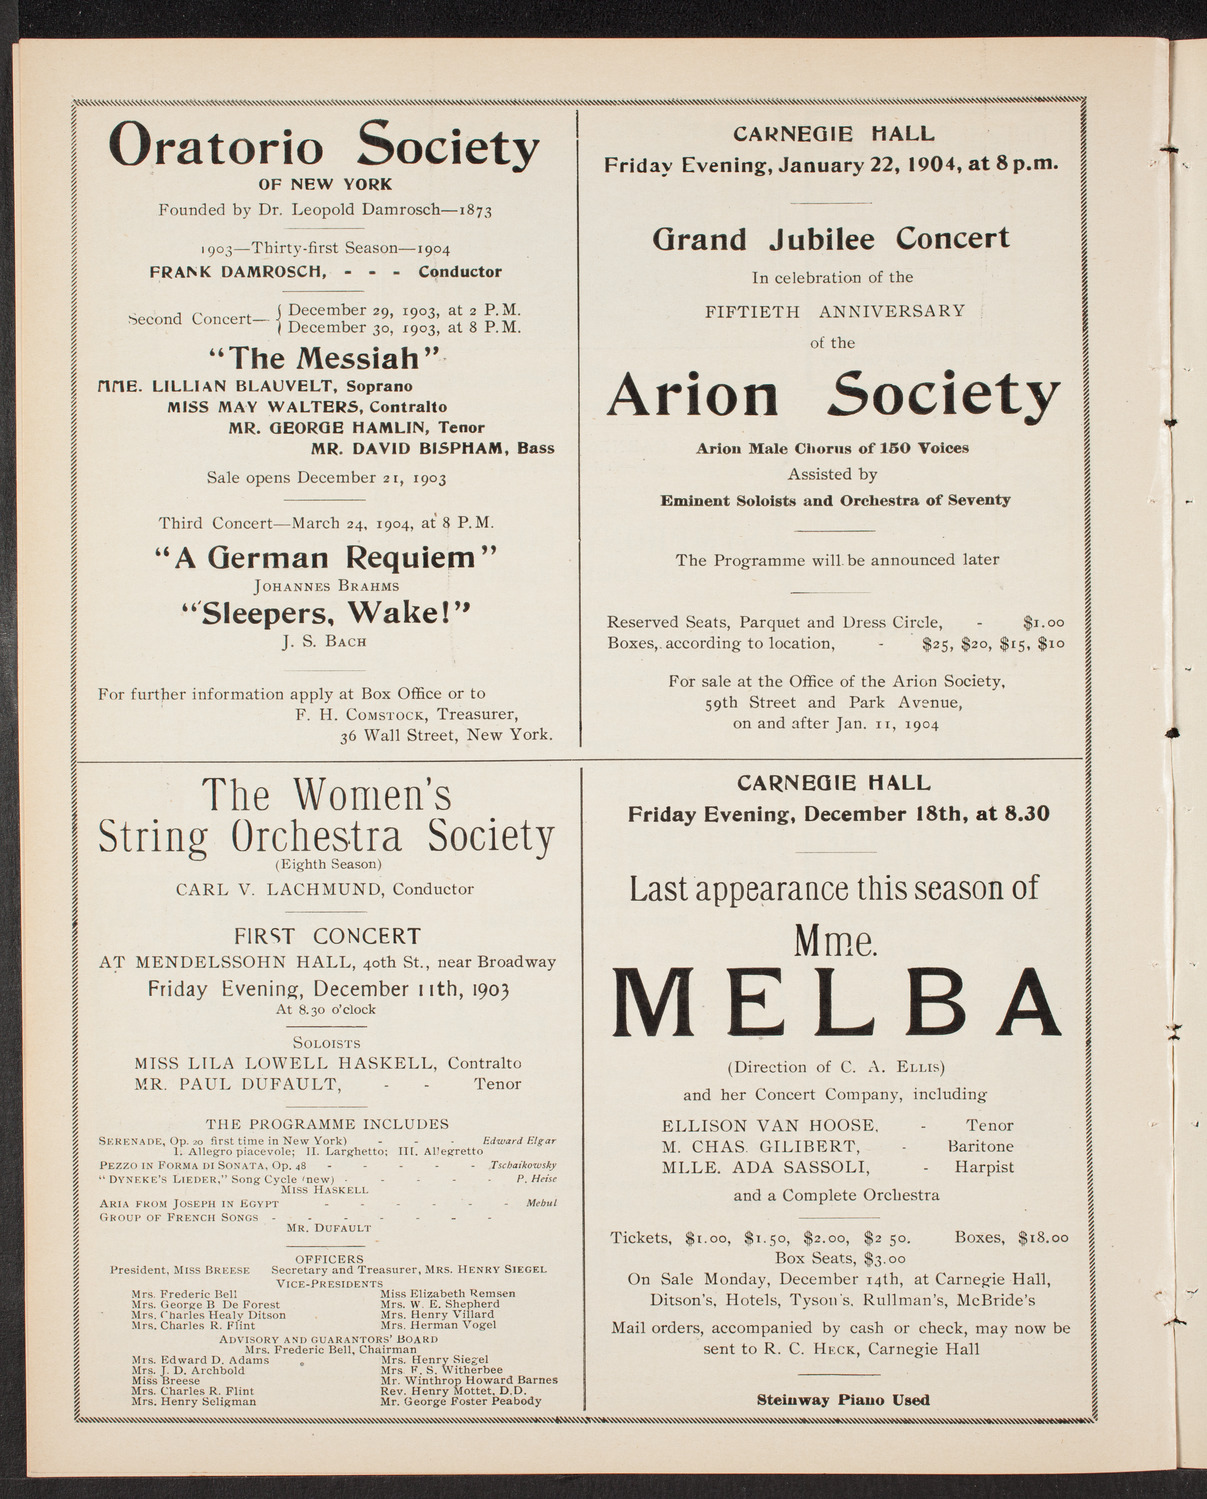 Oratorio Society
OF NEW YORK
Founded by Dr. Leopold Damrosch—1873
1903—Thirty-first Season—1904
FRANK DAMROSCH, - - - Conductor
Second Concert— { December 29, 1903, at 2 P.M.
{ December 30, 1903, at 8 P.M.
"The Messiah"
MME. LILLIAN BLAUVELT, Soprano
MISS MAY WALTERS, Contralto
MR. GEORGE HAMLIN, Tenor
MR. DAVID BISPHAM, Bass
Sale opens December 21, 1903
Third Concert—March 24, 1904, at 8 P.M.
"A German Requiem"
JOHANNES BRAHMS
"Sleepers, Wake!"
J. S. BACH
For further information apply at Box Office or to
F. H. COMSTOCK, Treasurer,
36 Wall Street, New York.
CARNEGIE HALL
Friday Evening, January 22, 1904, at 8 p.m.
Grand Jubilee Concert
In celebration of the
FIFTIETH ANNIVERSARY
of the
Arion Society
Arion Male Chorus of 150 Voices
Assisted by
Eminent Soloists and Orchestra of Seventy
The Programme will be announced later
Reserved Seats, Parquet and Dress Circle, - $1.00
Boxes, according to location, - $25, $20, $15, $10
For sale at the Office of the Arion Society,
59th Street and Park Avenue,
on and after Jan. 11, 1904
The Women's
String Orchestra Society
(Eighth Season)
CARL V. LACHMUND, Conductor
FIRST CONCERT
AT MENDELSSOHN HALL, 40th St., near Broadway
Friday Evening, December 11th, 1903
At 8.30 o'clock
SOLOISTS
MISS LILA LOWELL HASKELL, Contralto
MR. PAUL DUFAULT, - - Tenor
THE PROGRAMME INCLUDES
SERENADE, Op. 20 first time in New York) - - - Edward Elgar
I. Allegro piacevole; II. Larghetto; III. Allegretto
PEZZO IN FORMA DI SONATA, Op. 48 - - - - - Tschaikowsky
"DYNEKE'S LIEDER," Song Cycle (new) - - - - - P. Heise
MISS HASKELL
ARIA FROM JOSEPH IN EGYPT - - - - - - Mehul
GROUP OF FRENCH SONGS - - - - - - -
MR. DUFAULT
OFFICERS
President, MISS BREESE Secretary and Treasurer, MRS. HENRY SIEGEL
VICE-PRESIDENTS
Mrs. Frederic Bell Miss Elizabeth Remsen
Mrs. George B. De Forest Mrs. W. E. Shepherd
Mrs. Charles Healy Ditson Mrs. Henry Villard
Mrs. Charles R. Flint Mrs. Herman Vogel
ADVISORY AND GUARANTORS' BOARD
Mrs. Frederic Bell, Chairman
Mrs. Edward D. Adams Mrs. Henry Siegel
Mrs. J. D. Archbold Mrs F. S. Witherbee
Miss Breese Mr. Winthrop Howard Barnes
Mrs. Charles R. Flint Rev. Henry Mottet, D.D.
Mrs. Henry Seligman Mr. George Foster Peabody
CARNEGIE HALL
Friday Evening, December 18th, at 8.30
Last appearance this season of
Mme.
MELBA
(Direction of C. A. ELLIS)
and her Concert Company, including
ELLISON VAN HOOSE, - Tenor
M. CHAS. GILIBERT, - Baritone
MLLE. ADA SASSOLI, - Harpist
and a Complete Orchestra
Tickets, $1.00, $1.50, $2.00, $2 50. Boxes, $18.00
Box Seats, $3.00
On Sale Monday, December 14th, at Carnegie Hall,
Ditson's, Hotels, Tyson's, Rullman's, McBride's
Mail orders, accompanied by cash or check, may now be
sent to R. C. HECK, Carnegie Hall
Steinway Piano Used